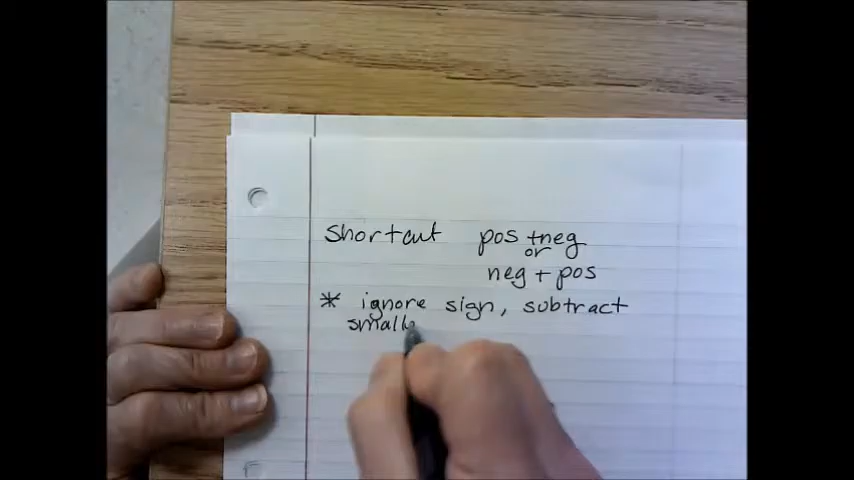 shortcut pos + neg
or
neg + pos
* ignore sign, subtract
small